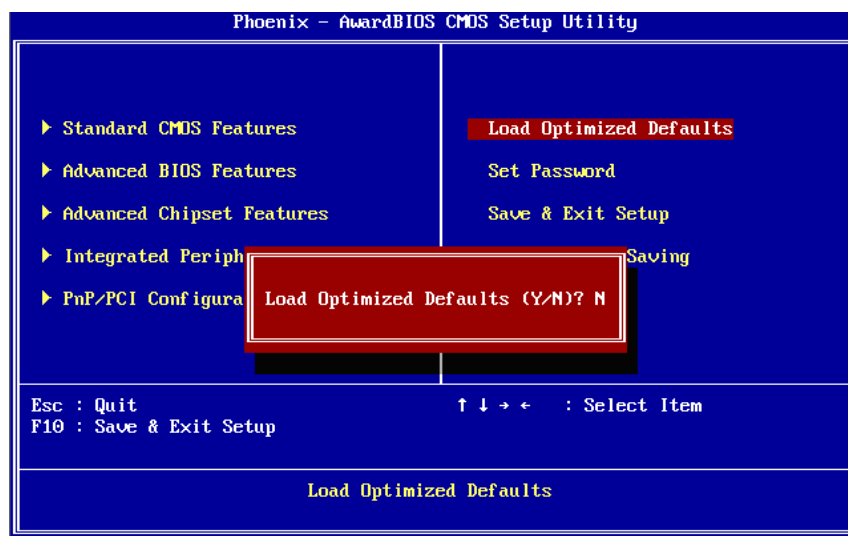 Phoenix - AwardBIOS CMOS Setup Utility
Standard CMOS Features
Advanced BIOS Features
Advanced Chipset Features
Integrated Periph
PnP/PCI Configura
Load Optimized Defaults
Set Password
Save & Exit Setup
Saving
Load Optimized Defaults (Y/N)? N
Esc : Quit
F10 : Save & Exit Setup
↑ ↓ → ← : Select Item
Load Optimized Defaults